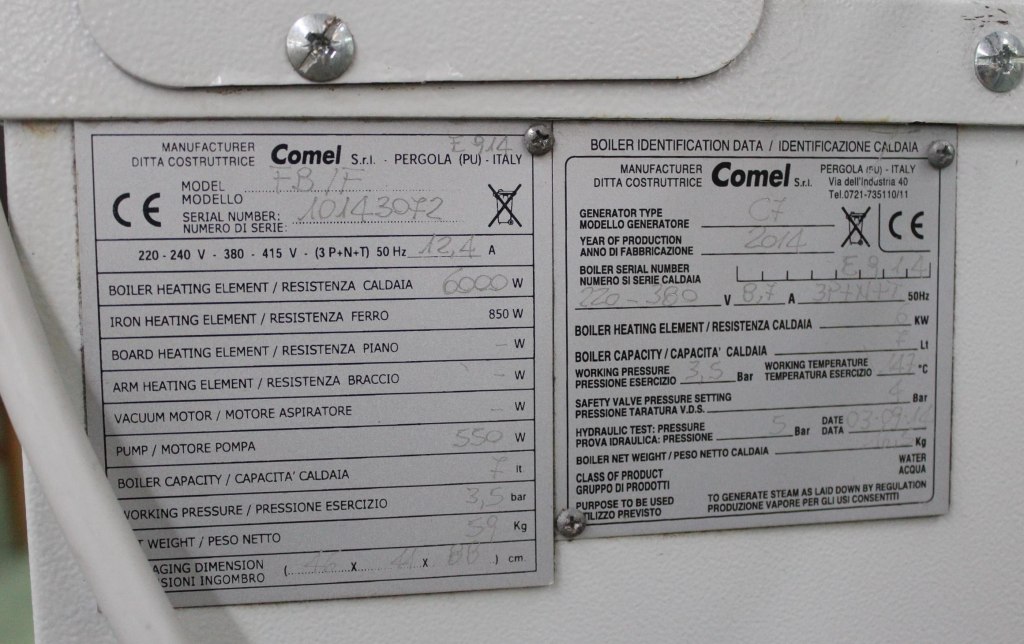 E914
MANUFACTURER
DITTA COSTRUTTRICE Comel S.r.l. - PERGOLA (PU) - ITALY
MODEL
MODELLO FB/F
SERIAL NUMBER:
NUMERO DI SERIE: 10143072
CE
220 - 240 V - 380 - 415 V - (3 P+N+T) 50 Hz 12,4 A
BOILER HEATING ELEMENT / RESISTENZA CALDAIA 6000 W
IRON HEATING ELEMENT / RESISTENZA FERRO 850 W
BOARD HEATING ELEMENT / RESISTENZA PIANO - W
ARM HEATING ELEMENT / RESISTENZA BRACCIO - W
VACUUM MOTOR / MOTORE ASPIRATORE - W
PUMP / MOTORE POMPA 550 W
BOILER CAPACITY / CAPACITA' CALDAIA 7 lt
WORKING PRESSURE / PRESSIONE ESERCIZIO 3,5 bar
T WEIGHT / PESO NETTO 59 Kg
AGING DIMENSION
SIONI INGOMBRO ( x x ) cm.
BOILER IDENTIFICATION DATA / IDENTIFICAZIONE CALDAIA
MANUFACTURER
DITTA COSTRUTTRICE Comel S.r.l.
PERGOLA (PU) - ITALY
Via dell'Industria 40
Tel.0721-735110/11
GENERATOR TYPE
MODELLO GENERATORE C7
CE
YEAR OF PRODUCTION
ANNO DI FABBRICAZIONE 2014
BOILER SERIAL NUMBER
NUMERO SI SERIE CALDAIA E914
220-380 V 8,7 A 3P+N+T 50Hz
BOILER HEATING ELEMENT / RESISTENZA CALDAIA KW
BOILER CAPACITY / CAPACITA' CALDAIA 7 Lt
WORKING PRESSURE
PRESSIONE ESERCIZIO 3,5 Bar
WORKING TEMPERATURE
TEMPERATURA ESERCIZIO °C
SAFETY VALVE PRESSURE SETTING
PRESSIONE TARATURA V.D.S. 4 Bar
HYDRAULIC TEST: PRESSURE
PROVA IDRAULICA: PRESSIONE 5 Bar
DATE
DATA
BOILER NET WEIGHT / PESO NETTO CALDAIA Kg
CLASS OF PRODUCT
GRUPPO DI PRODOTTI
WATER
ACQUA
PURPOSE TO BE USED
UTILIZZO PREVISTO
TO GENERATE STEAM AS LAID DOWN BY REGULATION
PRODUZIONE VAPORE PER GLI USI CONSENTITI